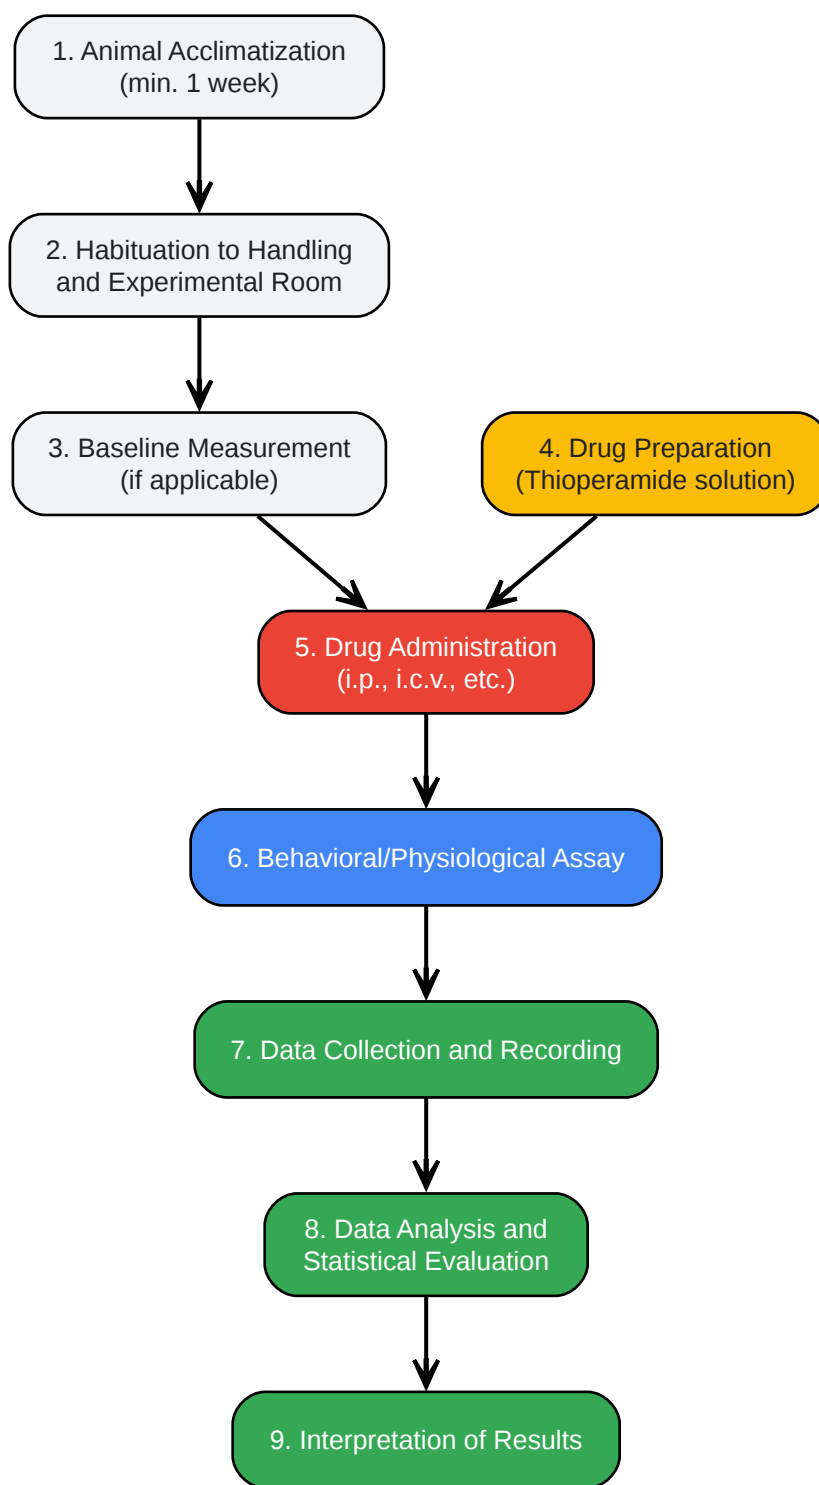 1. Animal Acclimatization
(min. 1 week)
2. Habituation to Handling
and Experimental Room
3. Baseline Measurement
(if applicable)
4. Drug Preparation
(Thioperamide solution)
5. Drug Administration
(i.p., i.c.v., etc.)
6. Behavioral/Physiological Assay
7. Data Collection and Recording
8. Data Analysis and
Statistical Evaluation
9. Interpretation of Results